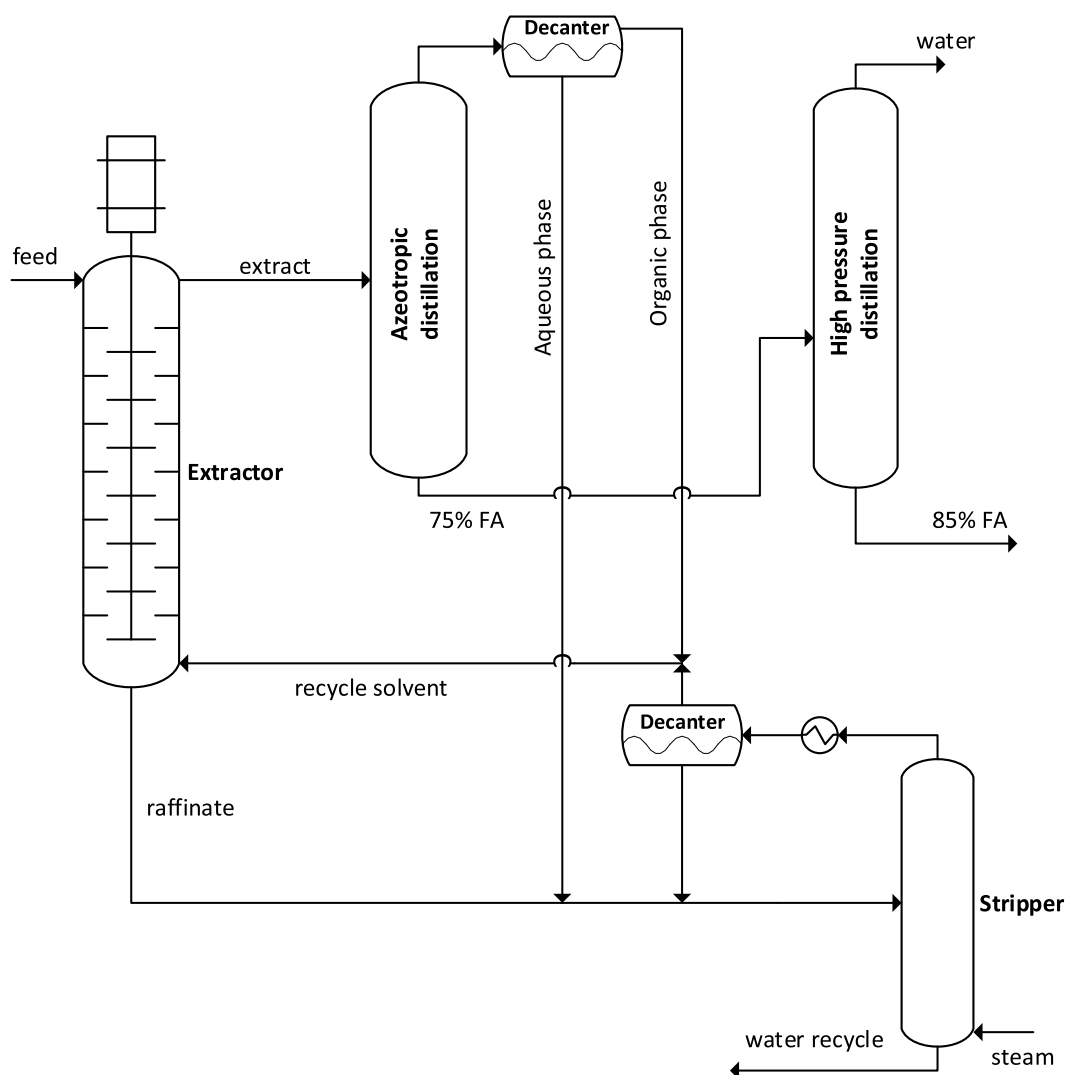 Decanter
water
feed
extract
Azeotropic
distillation
Aqueous phase
Organic phase
High pressure
distillation
Extractor
75% FA
85% FA
recycle solvent
Decanter
raffinate
Stripper
water recycle
steam